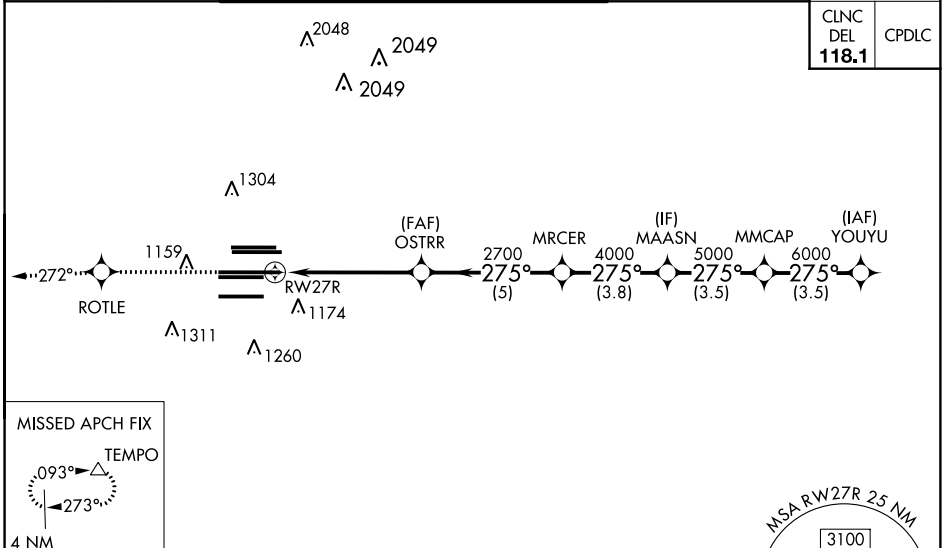 CLNC
DEL
118.1
CPDLC
2048
2049
2049
1304
(FAF)
OSTRR
2700
275°
(5)
MRCER
4000
275°
(3.8)
(IF)
MAASN
5000
275°
(3.5)
MMCAP
6000
275°
(3.5)
(IAF)
YOUYU
1159
272°
ROTLE
RW27R
1174
1311
1260
MISSED APCH FIX
TEMPO
093°
273°
4 NM
MSA RW27R 25 NM
3100